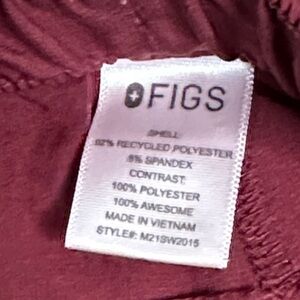 FIGS
SHELL:
92% RECYCLED POLYESTER
8% SPANDEX
CONTRAST:
100% POLYESTER
100% AWESOME
MADE IN VIETNAM
STYLE#: M21SW2015